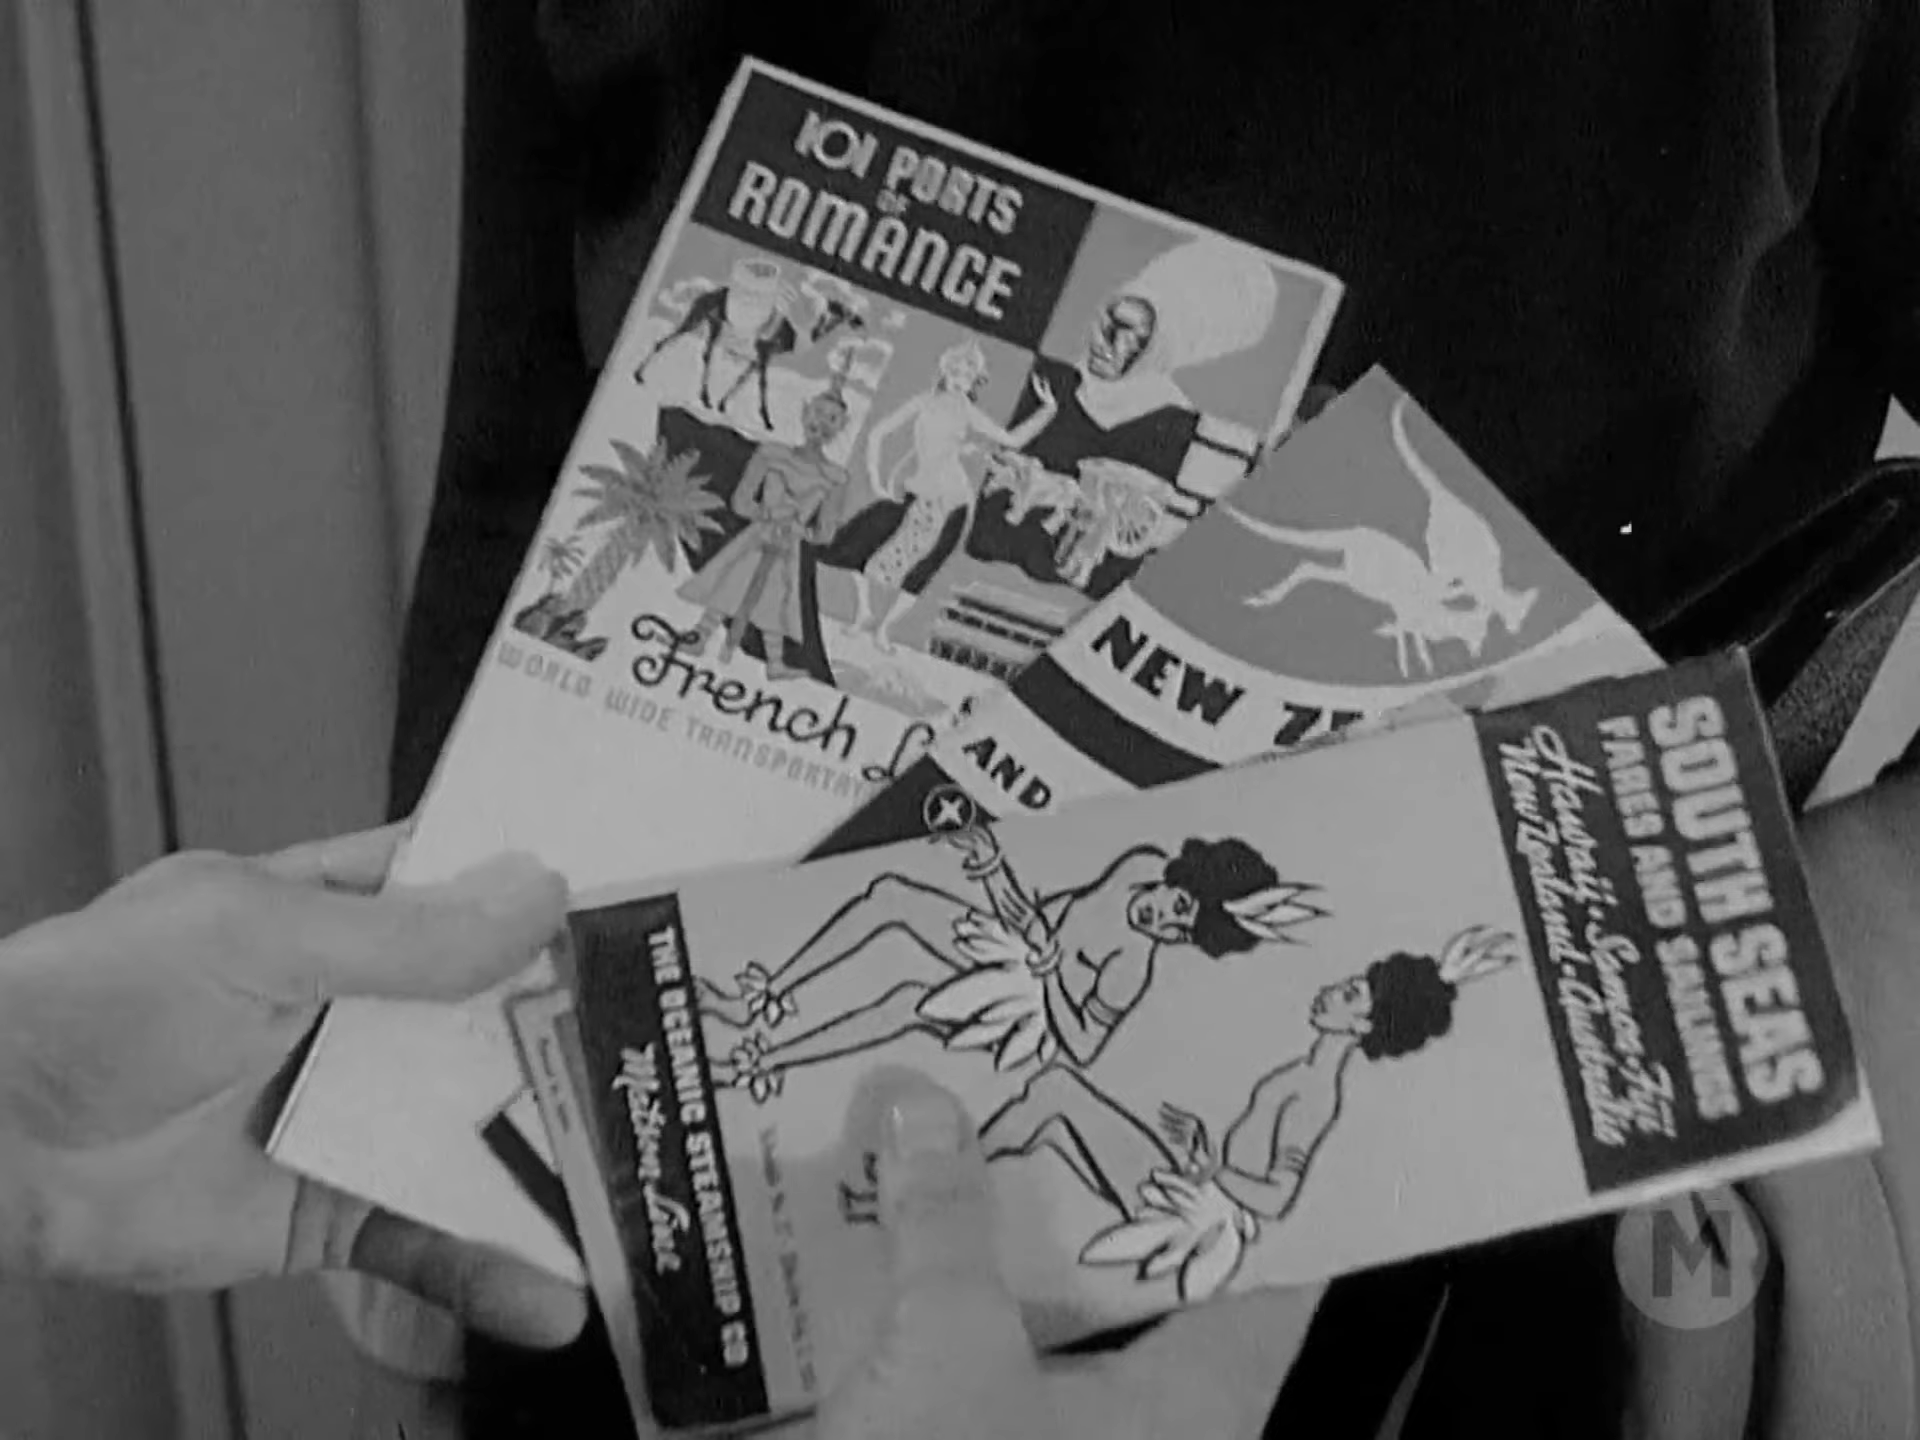 101 PORTS
OF
ROMANCE
French L
WORLD WIDE TRANSPORTAT
NEW ZE
AND
SOUTH SEAS
FARES AND SAILINGS
Hawaii · Samoa · Fiji
New Zealand · Australia
THE OCEANIC STEAMSHIP CO
Matson Line
M